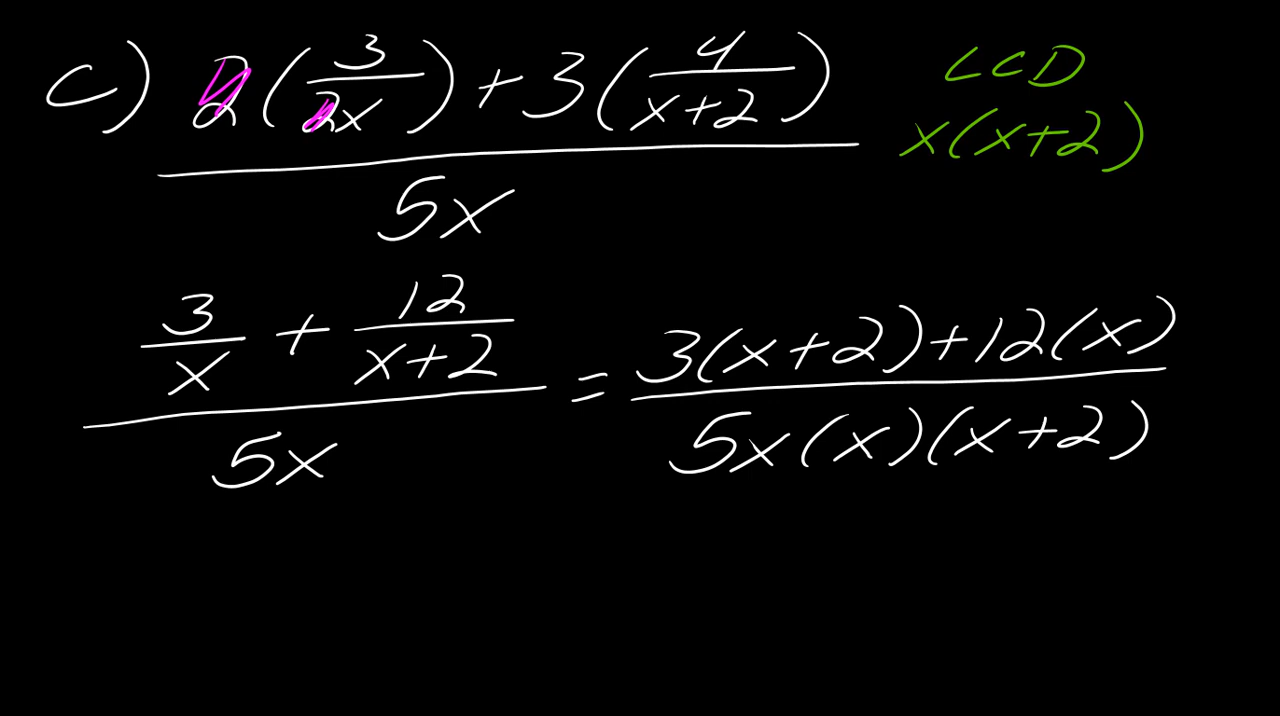 c) 2(3/2x) + 3(4/x+2) LCD
5x x(x+2)
3/x + 12/x+2 = 3(x+2)+12(x)
5x 5x(x)(x+2)